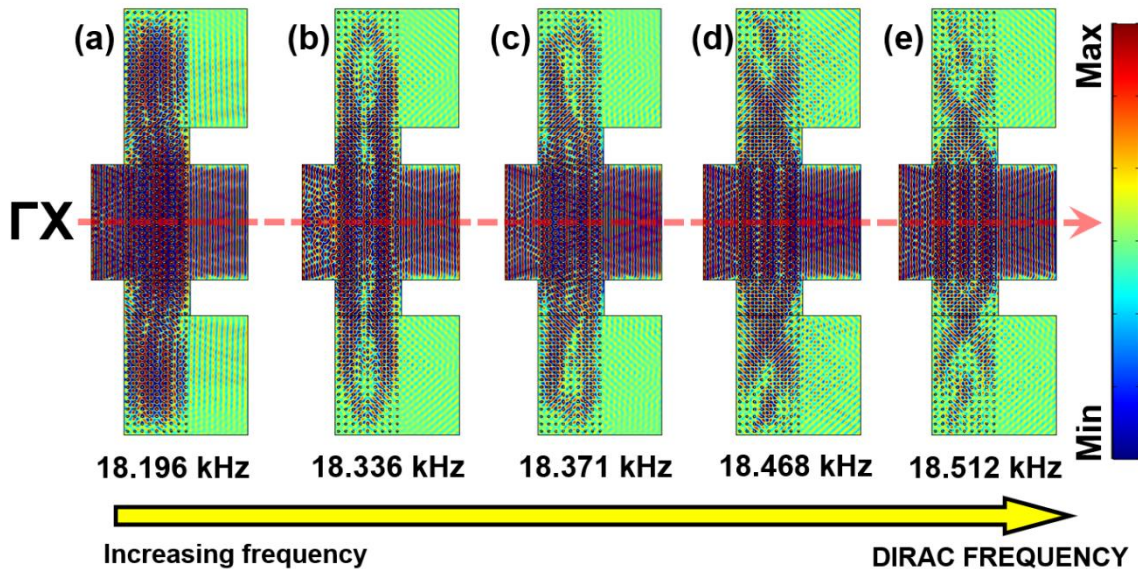 (a) (b) (c) (d) (e)
Max
ΓX
Min
18.196 kHz 18.336 kHz 18.371 kHz 18.468 kHz 18.512 kHz
Increasing frequency DIRAC FREQUENCY